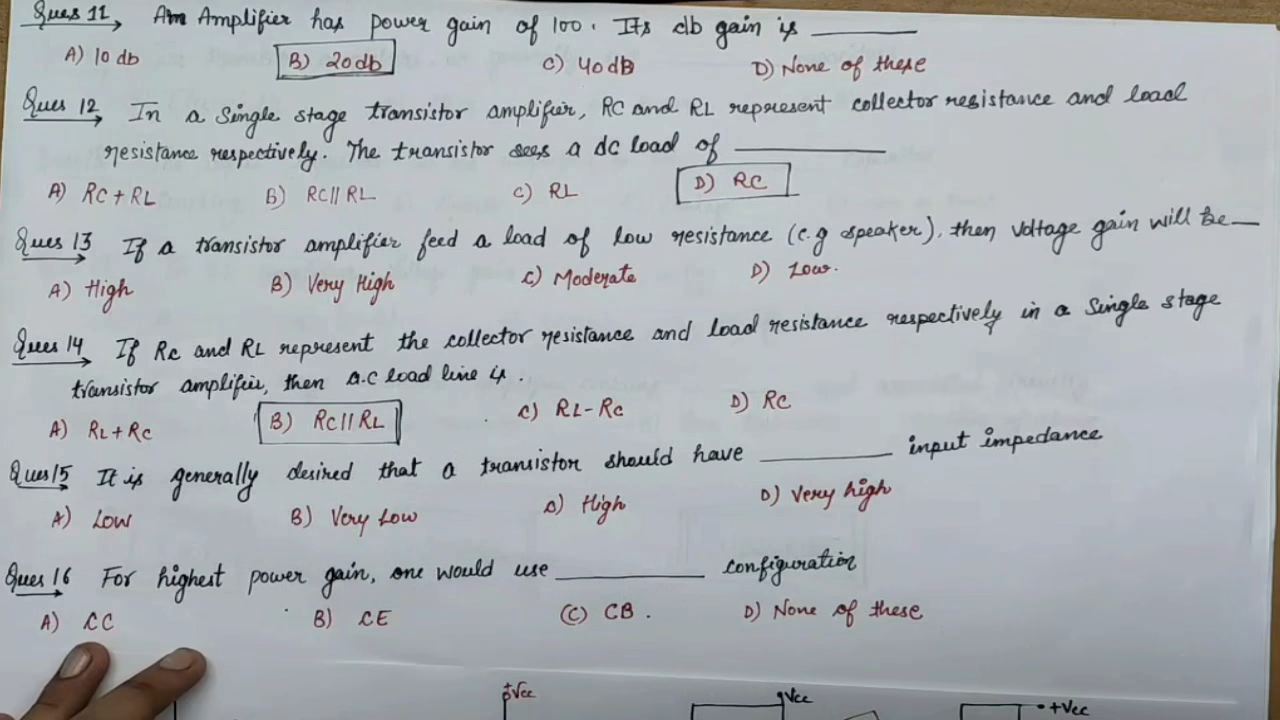 Ques 11 An Amplifier has power gain of 100. Its db gain is ______
A) 10 db B) 20db C) 40db D) None of these
Ques 12 In a Single stage transistor amplifier, RC and RL represent collector resistance and load
resistance respectively. The transistor sees a dc load of ______
A) RC + RL B) RC || RL C) RL D) RC
Ques 13 If a transistor amplifier feed a load of low resistance (e.g speaker), then voltage gain will be __
A) High B) Very High C) Moderate D) Low.
Ques 14 If Rc and RL represent the collector resistance and load resistance respectively in a Single stage
transistor amplifier, then a.c load line is.
A) RL + Rc B) Rc || RL C) RL - Rc D) RC
Ques 15 It is generally desired that a transistor should have ______ input impedance
A) Low B) Very Low C) High D) Very high
Ques 16 For highest power gain, one would use ______ configuration
A) CC B) CE (C) CB. D) None of these
+Vcc Vcc +Vcc